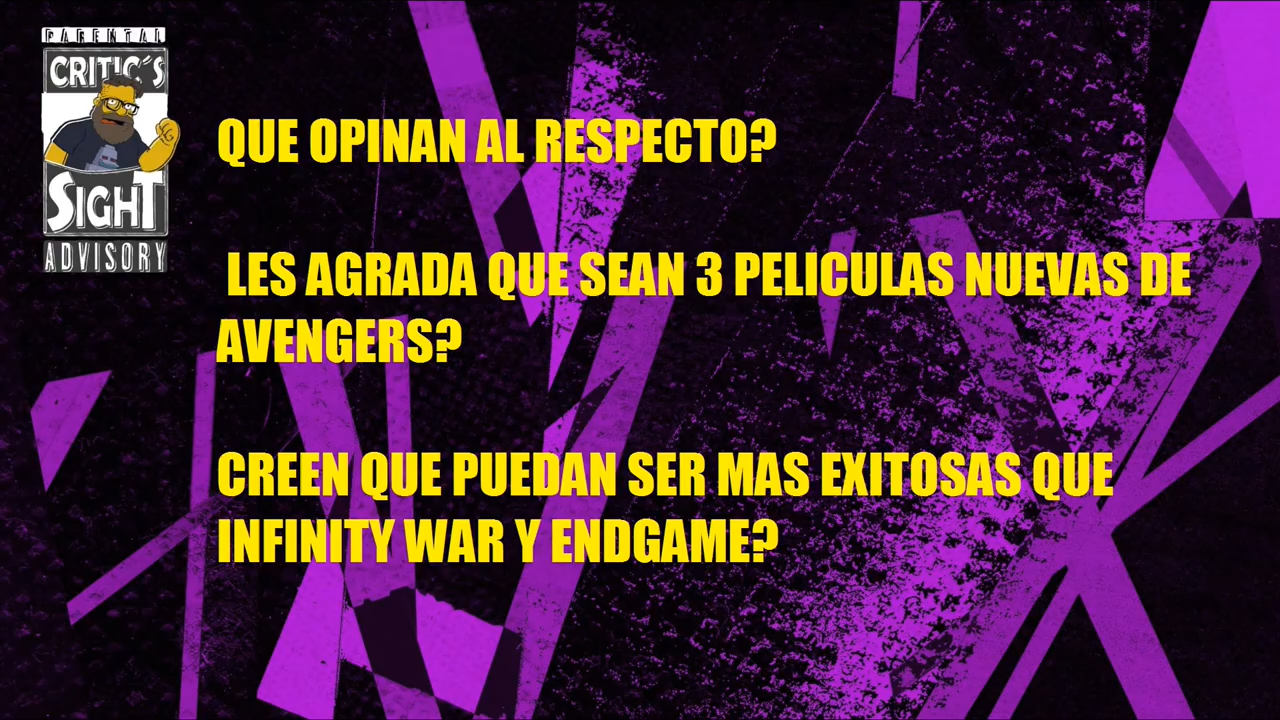 PARENTAL
CRITIC´S
SIGHT
ADVISORY
QUE OPINAN AL RESPECTO?
LES AGRADA QUE SEAN 3 PELICULAS NUEVAS DE
AVENGERS?
CREEN QUE PUEDAN SER MAS EXITOSAS QUE
INFINITY WAR Y ENDGAME?